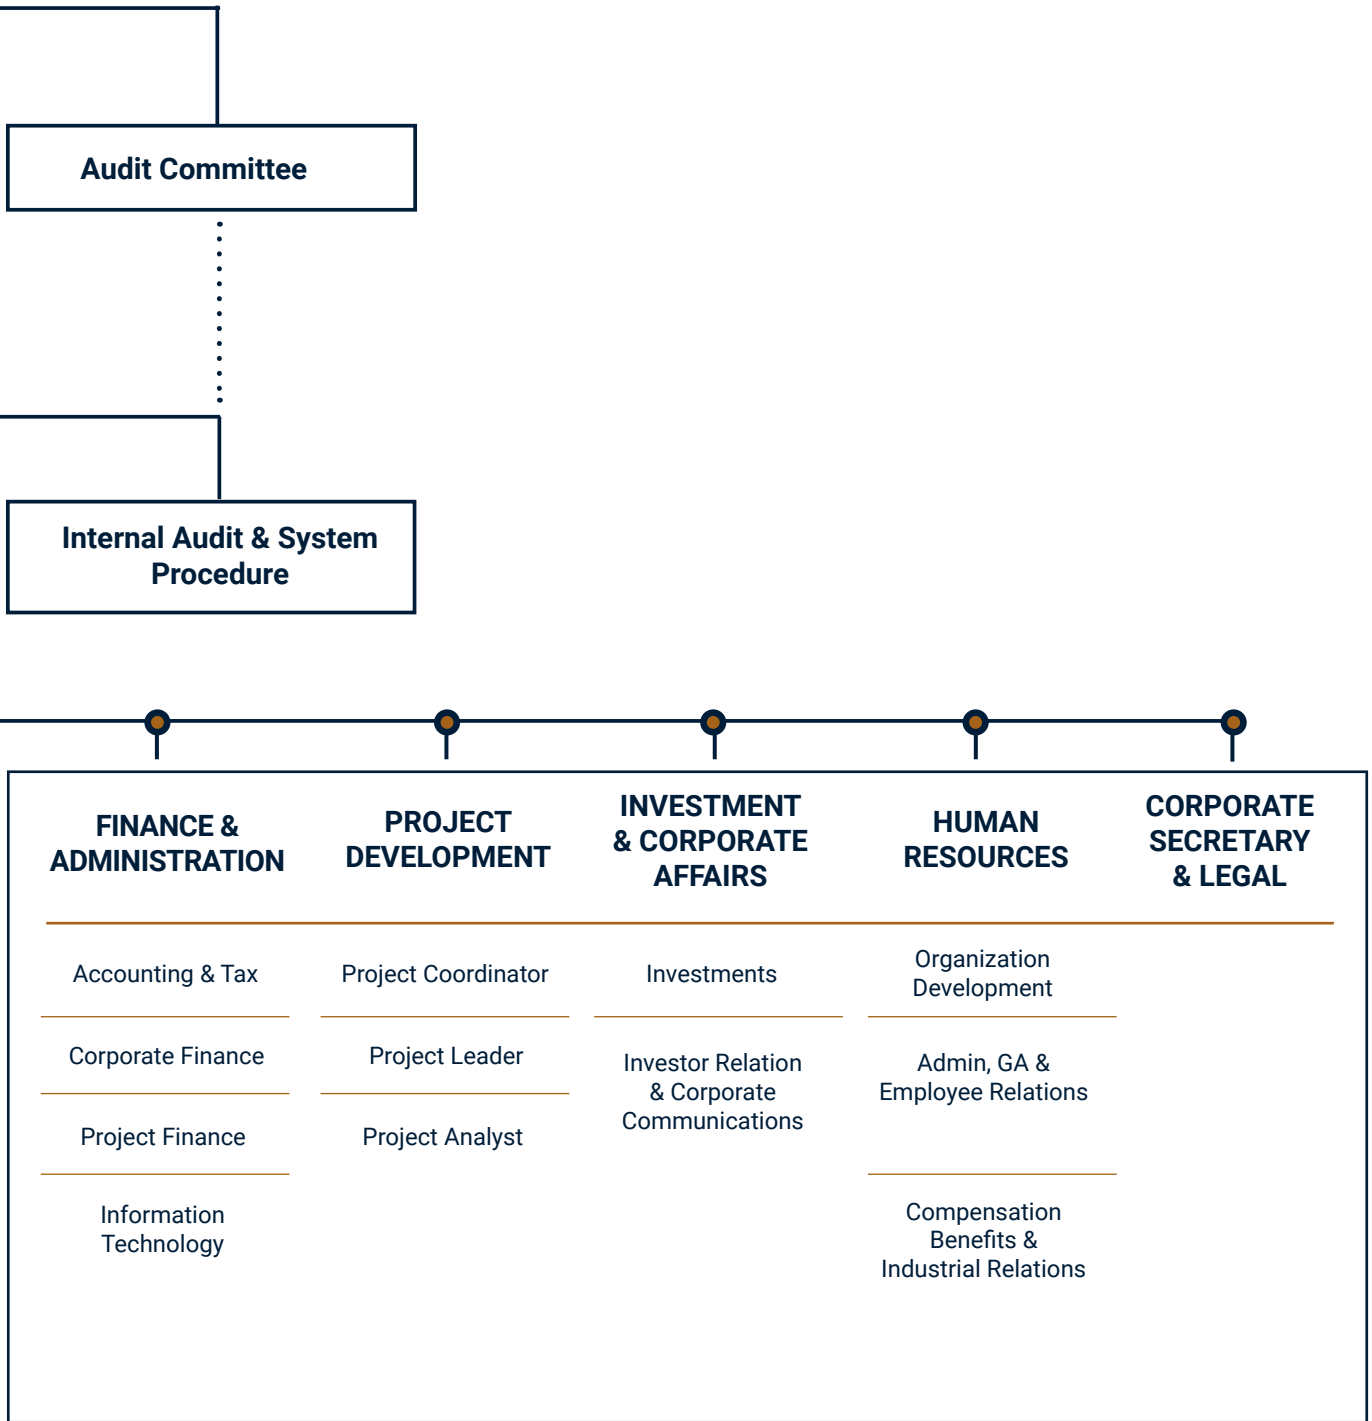 Audit Committee
Internal Audit & System
Procedure
FINANCE &
ADMINISTRATION
PROJECT
DEVELOPMENT
INVESTMENT
& CORPORATE
AFFAIRS
HUMAN
RESOURCES
CORPORATE
SECRETARY
& LEGAL
Accounting & Tax
Corporate Finance
Project Finance
Information
Technology
Project Coordinator
Project Leader
Project Analyst
Investments
Investor Relation
& Corporate
Communications
Organization
Development
Admin, GA &
Employee Relations
Compensation
Benefits &
Industrial Relations